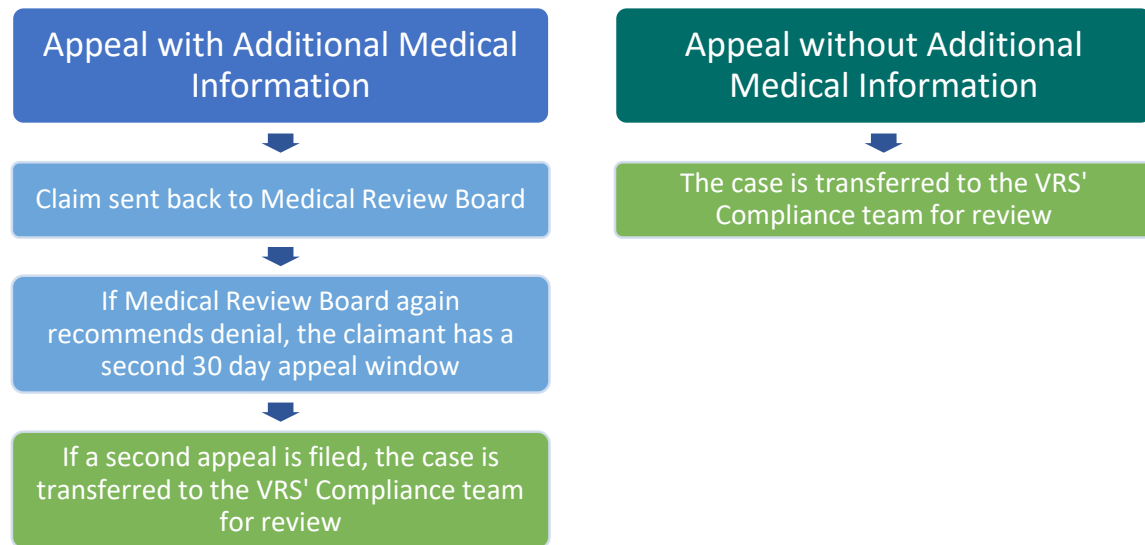 Appeal with Additional Medical
Information
Claim sent back to Medical Review Board
If Medical Review Board again
recommends denial, the claimant has a
second 30 day appeal window
If a second appeal is filed, the case is
transferred to the VRS' Compliance team
for review
Appeal without Additional
Medical Information
The case is transferred to the VRS'
Compliance team for review